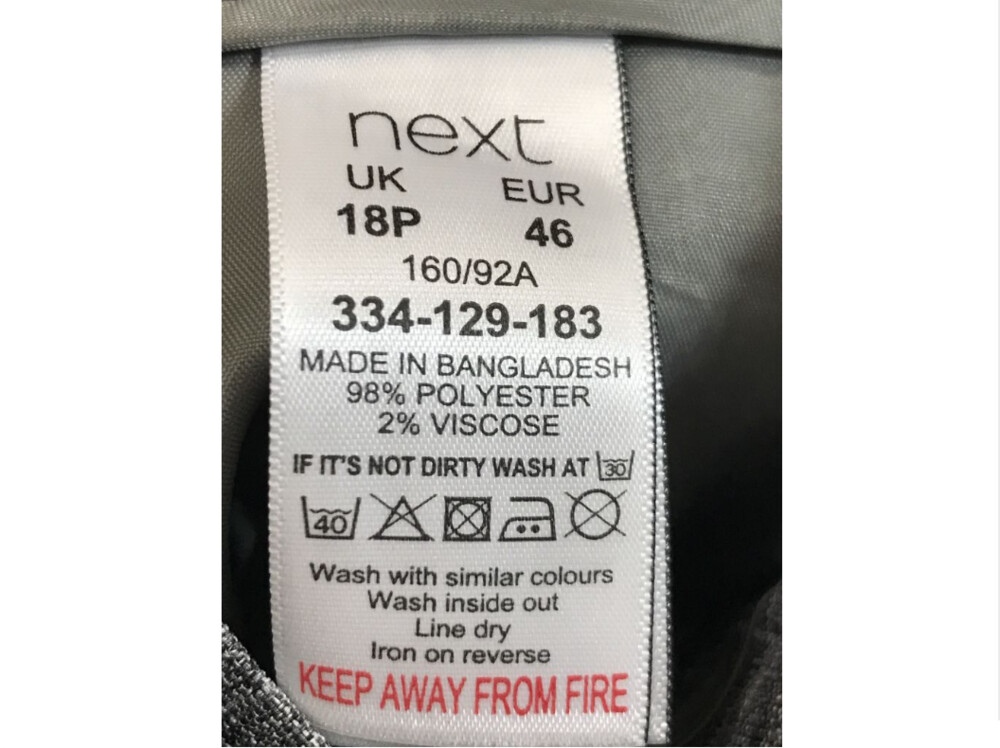 next
UK EUR
18P 46
160/92A
334-129-183
MADE IN BANGLADESH
98% POLYESTER
2% VISCOSE
IF IT'S NOT DIRTY WASH AT 30
40
Wash with similar colours
Wash inside out
Line dry
Iron on reverse
KEEP AWAY FROM FIRE